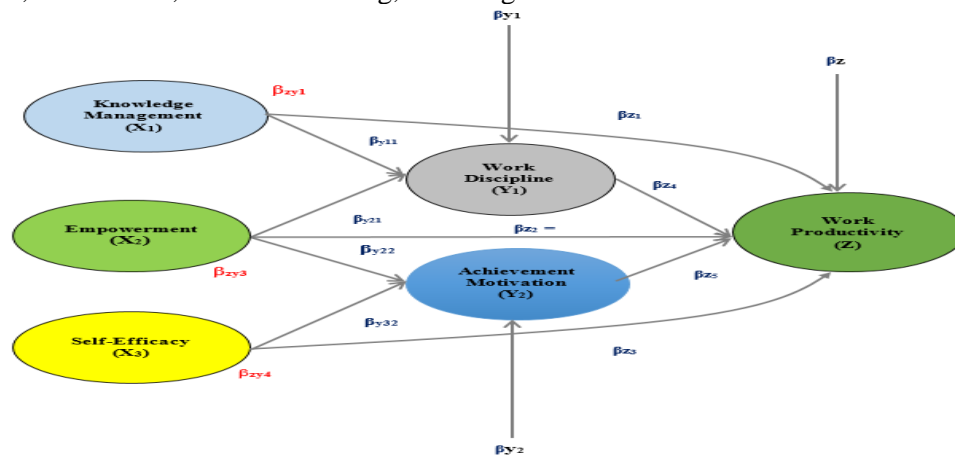 βy1
βz
βzy1
Knowledge
Management
(X1)
βz1
βy11
Work
Discipline
(Y1)
βz4
Empowerment
(X2)
βy21
βz2 –
Work
Productivity
(Z)
βy22
βzy3
Achievement
Motivation
(Y2)
βz5
βy32
Self-Efficacy
(X3)
βz3
βzy4
βy2